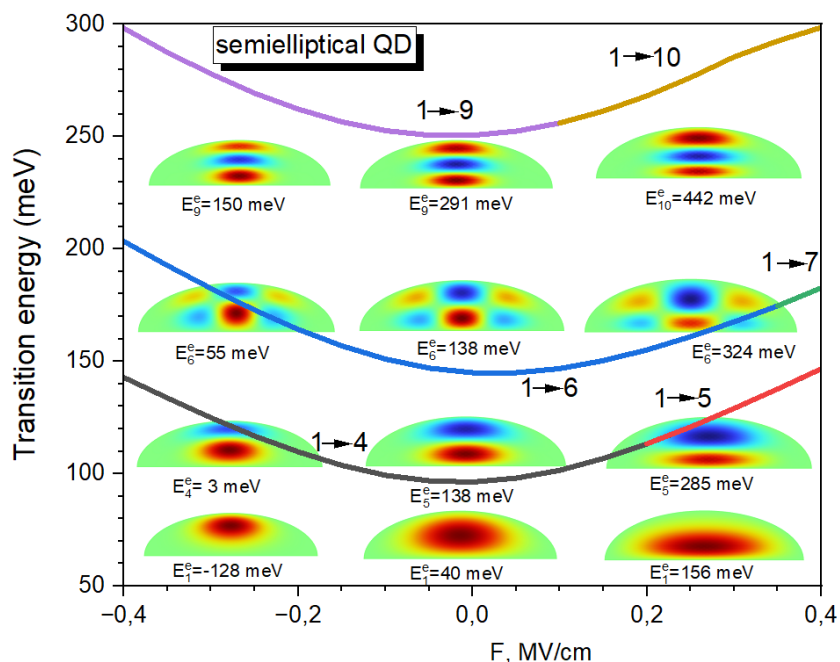 300
semielliptical QD
1→10
1→9
250
E₉ᵉ=150 meV
E₉ᵉ=291 meV
E₁₀ᵉ=442 meV
Transition energy (meV)
200
1→7
E₆ᵉ=55 meV
E₆ᵉ=138 meV
E₆ᵉ=324 meV
150
1→6
1→5
1→4
100
E₄ᵉ= 3 meV
E₅ᵉ=138 meV
E₅ᵉ=285 meV
E₁ᵉ=-128 meV
E₁ᵉ=40 meV
E₁ᵉ=156 meV
50
−0,4
−0,2
0,0
0,2
0,4
F, MV/cm